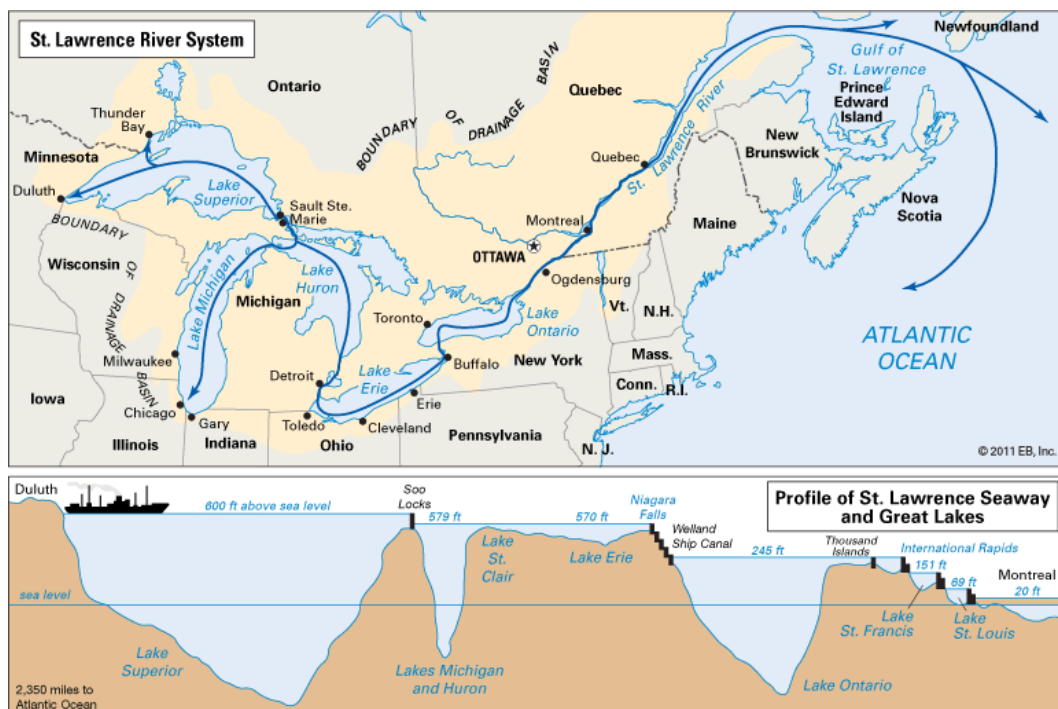 St. Lawrence River System
Newfoundland
Gulf of
St. Lawrence
Ontario
Quebec
Prince
Edward
Island
Thunder
Bay
BOUNDARY
OF
DRAINAGE
BASIN
New
Brunswick
Minnesota
Quebec
St. Lawrence River
Duluth
Lake
Superior
Sault Ste.
Marie
Nova
Scotia
Montreal
Maine
BOUNDARY
OF
DRAINAGE
BASIN
OTTAWA
Wisconsin
Lake Michigan
Lake
Huron
Ogdensburg
Michigan
Vt.
N.H.
Toronto
Lake
Ontario
ATLANTIC
OCEAN
Milwaukee
Buffalo
New York
Mass.
Detroit
Lake
Erie
Conn.
R.I.
Iowa
Chicago
Erie
Gary
Toledo
Cleveland
Illinois
Indiana
Ohio
Pennsylvania
N. J.
© 2011 EB, Inc.
Duluth
Soo
Locks
Niagara
Falls
Profile of St. Lawrence Seaway
and Great Lakes
600 ft above sea level
579 ft
570 ft
Welland
Ship Canal
Thousand
Islands
International Rapids
Lake
St.
Clair
Lake Erie
245 ft
151 ft
69 ft
Montreal
20 ft
sea level
Lake
St. Francis
Lake
St. Louis
Lake
Superior
Lakes Michigan
and Huron
Lake Ontario
2,350 miles to
Atlantic Ocean